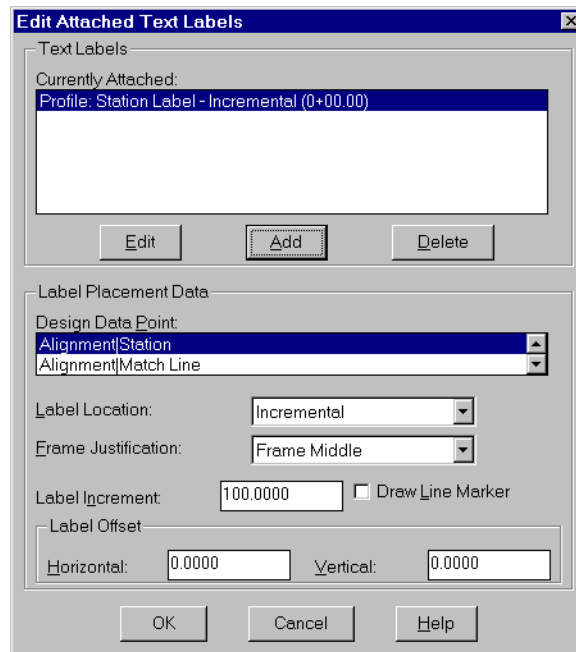 Edit Attached Text Labels
Text Labels
Currently Attached:
Profile: Station Label - Incremental (0+00.00)
Edit Add Delete
Label Placement Data
Design Data Point:
Alignment|Station
Alignment|Match Line
Label Location: Incremental
Frame Justification: Frame Middle
Label Increment: 100.0000 Draw Line Marker
Label Offset
Horizontal: 0.0000 Vertical: 0.0000
OK Cancel Help